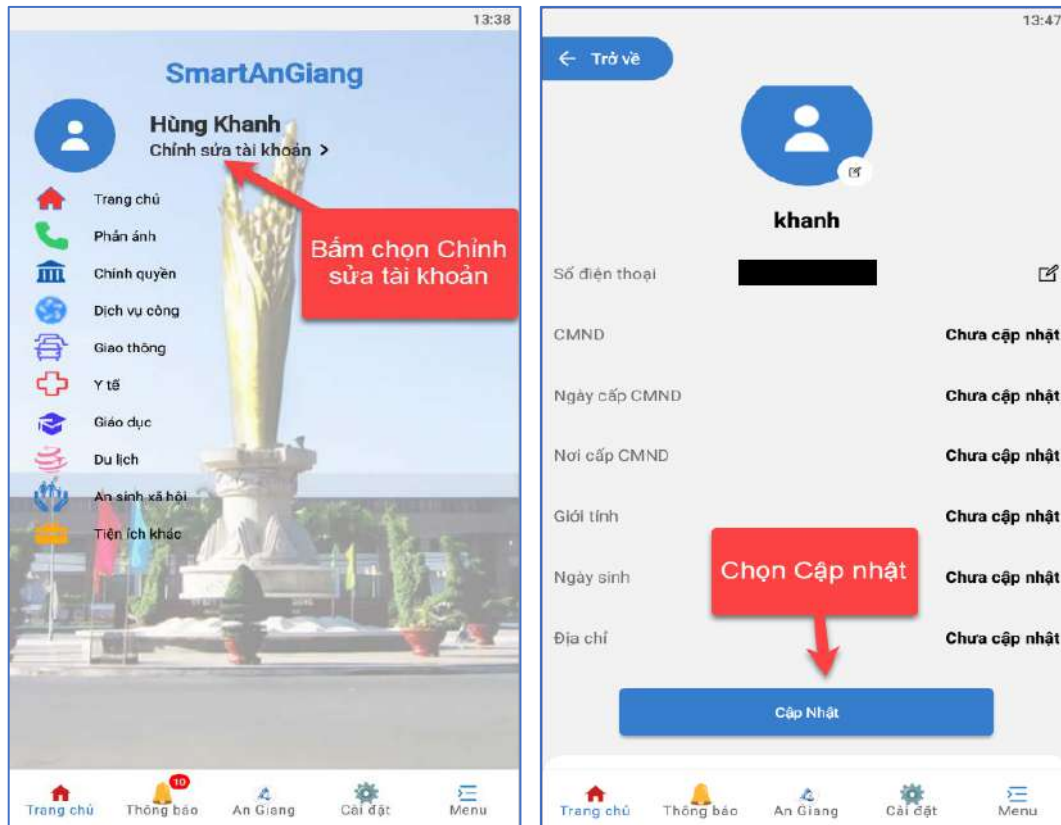 13:38
SmartAnGiang
Hùng Khanh
Chỉnh sửa tài khoản >
Trang chủ
Phản ánh
Chính quyền
Dịch vụ công
Giao thông
Y tế
Giáo dục
Du lịch
An sinh xã hội
Tiện ích khác
Bấm chọn Chỉnh
sửa tài khoản
10
Trang chủ Thông báo An Giang Cài đặt Menu
13:47
← Trở về
khanh
Số điện thoại
CMND Chưa cập nhật
Ngày cấp CMND Chưa cập nhật
Nơi cấp CMND Chưa cập nhật
Giới tính Chưa cập nhật
Ngày sinh Chưa cập nhật
Địa chỉ Chưa cập nhật
Chọn Cập nhật
Cập Nhật
Trang chủ Thông báo An Giang Cài đặt Menu